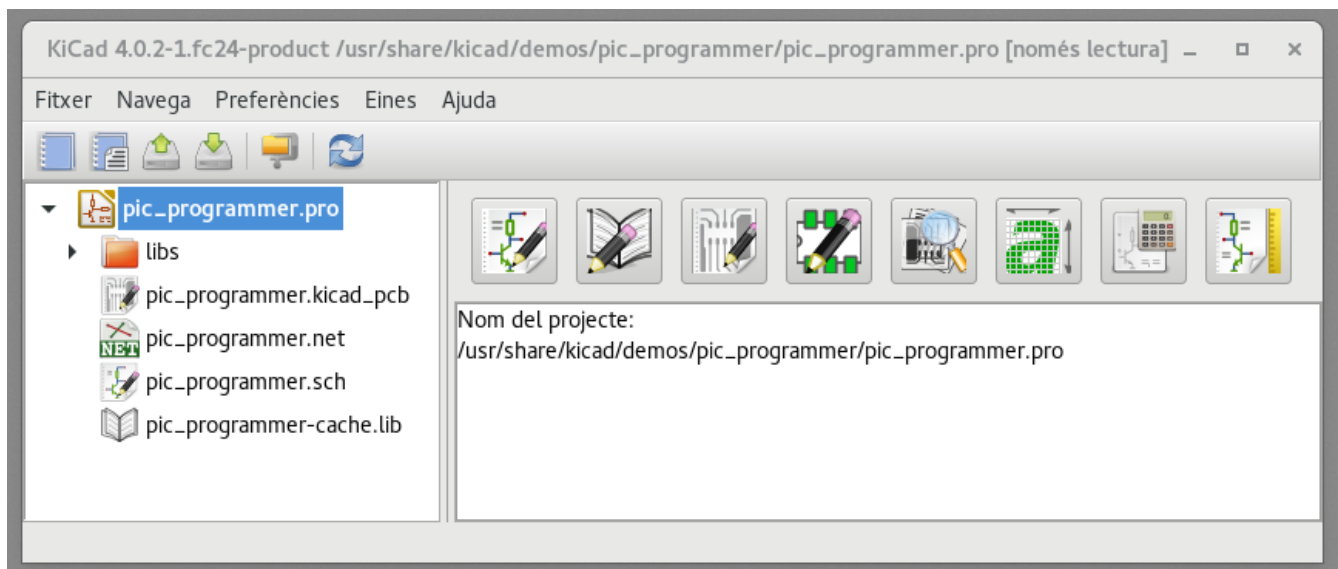 KiCad 4.0.2-1.fc24-product /usr/share/kicad/demos/pic_programmer/pic_programmer.pro [només lectura]
Fitxer Navega Preferències Eines Ajuda
pic_programmer.pro
libs
pic_programmer.kicad_pcb
NET pic_programmer.net
pic_programmer.sch
pic_programmer-cache.lib
a
Nom del projecte:
/usr/share/kicad/demos/pic_programmer/pic_programmer.pro